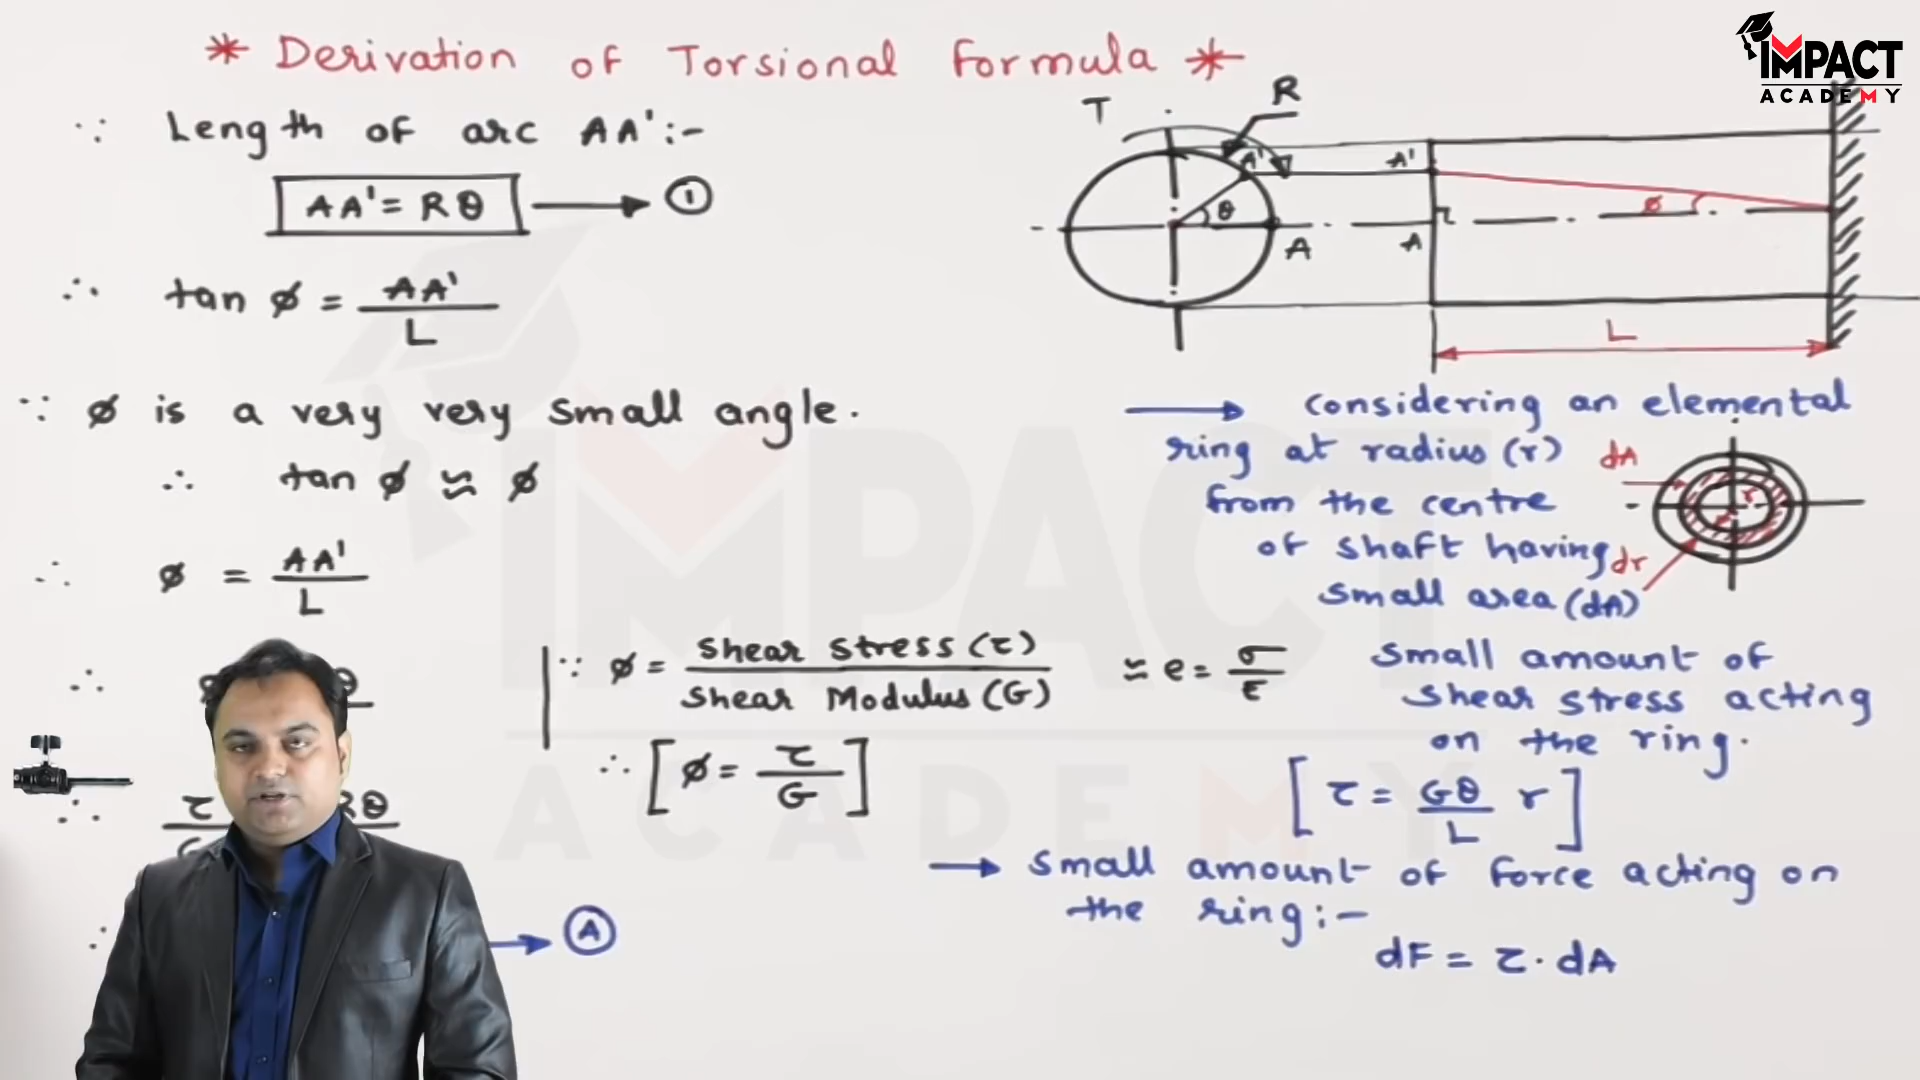 * Derivation of Torsional formula *
∵ Length of arc AA' :-
AA' = Rθ → ①
∴ tan ø = AA' / L
∵ ø is a very very small angle.
∴ tan ø ≈ ø
∴ ø = AA' / L
∴ θ
∵ ø = Shear Stress (τ) / Shear Modulus (G) ≈ e = σ / E
∴ [ ø = τ / G ]
∴ τ Rθ
∴ → Ⓐ
T R
A' A'
θ ø
A A
L
→ considering an elemental
ring at radius (r)
from the centre
of shaft having
small area (dA)
dA
r
dr
small amount of
shear stress acting
on the ring.
[ τ = Gθ / L r ]
→ small amount of force acting on
the ring :-
dF = τ · dA
IMPACT
ACADEMY
IMPACT
ACADEMY